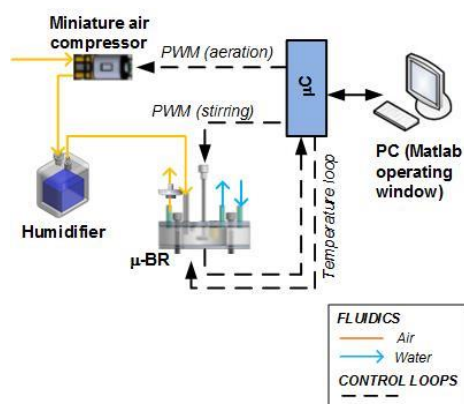 Miniature air
compressor
PWM (aeration)
μC
PWM (stirring)
PC (Matlab
operating
window)
Humidifier
μ-BR
Temperature loop
FLUIDICS
Air
Water
CONTROL LOOPS